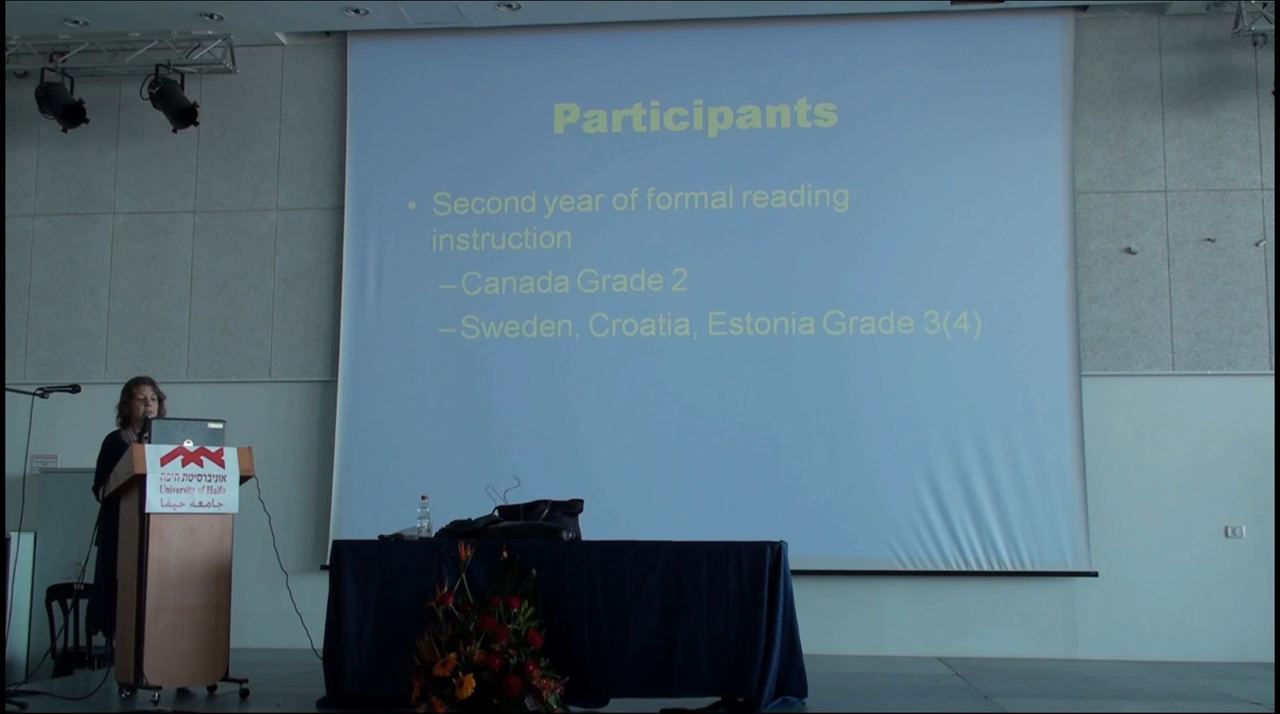 Participants
• Second year of formal reading
instruction
–Canada Grade 2
–Sweden, Croatia, Estonia Grade 3(4)
אוניברסיטת חיפה
University of Haifa
جامعة حيفا